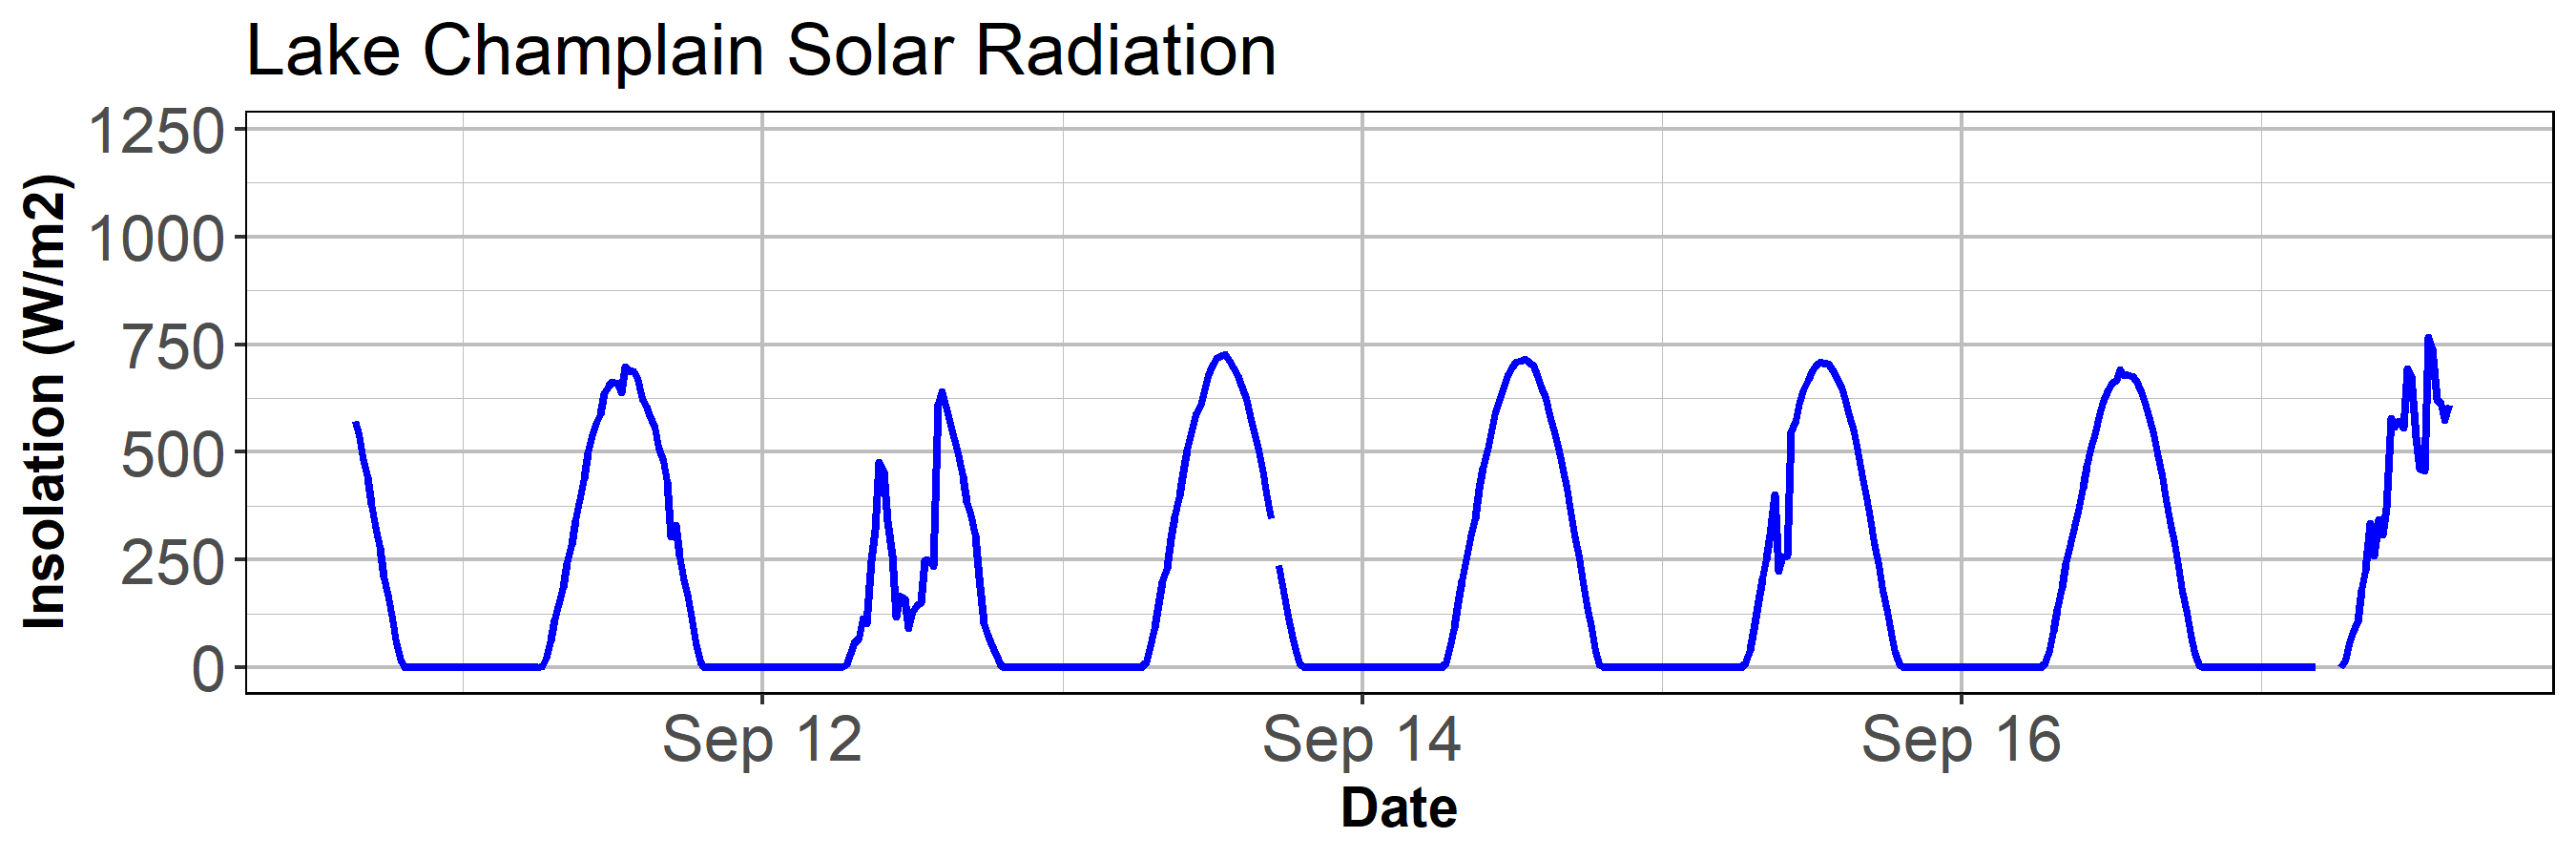 Lake Champlain Solar Radiation
Insolation (W/m2)
1250
1000
750
500
250
0
Sep 12
Sep 14
Sep 16
Date